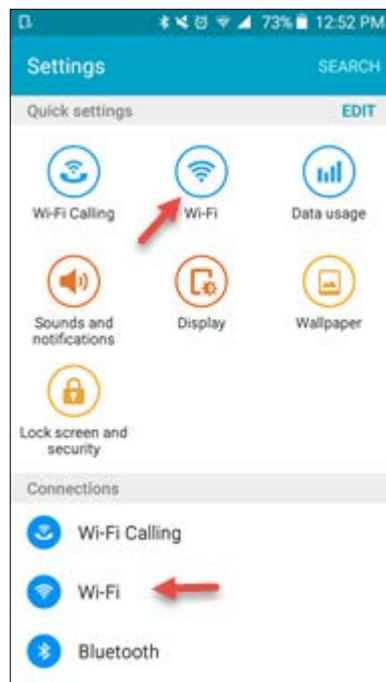 73% 12:52 PM
Settings SEARCH
Quick settings EDIT
Wi-Fi Calling Wi-Fi Data usage
Sounds and notifications Display Wallpaper
Lock screen and security
Connections
Wi-Fi Calling
Wi-Fi
Bluetooth